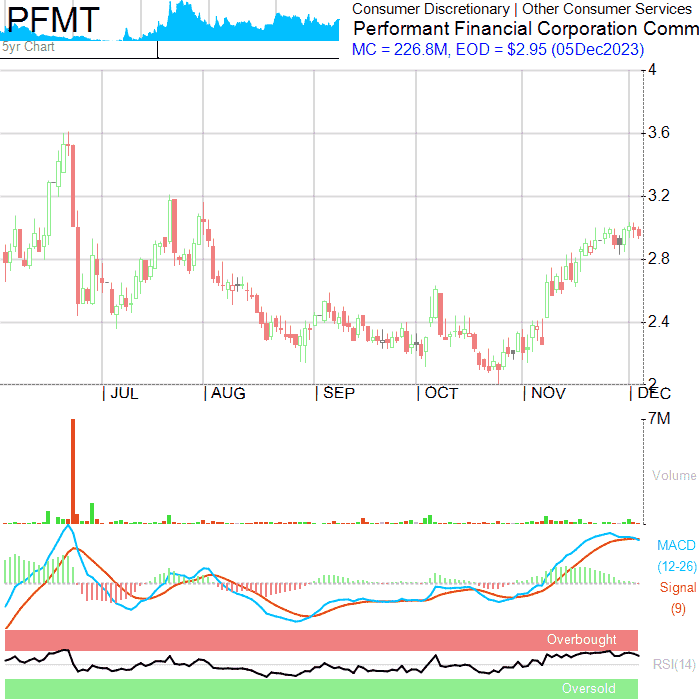 PFMT
5yr Chart
Consumer Discretionary | Other Consumer Services
Performant Financial Corporation Comm
MC = 226.8M, EOD = $2.95 (05Dec2023)
4
3.6
3.2
2.8
2.4
2
| JUL | AUG | SEP | OCT | NOV | DEC
7M
Volume
MACD
(12-26)
Signal
(9)
Overbought
RSI(14)
Oversold